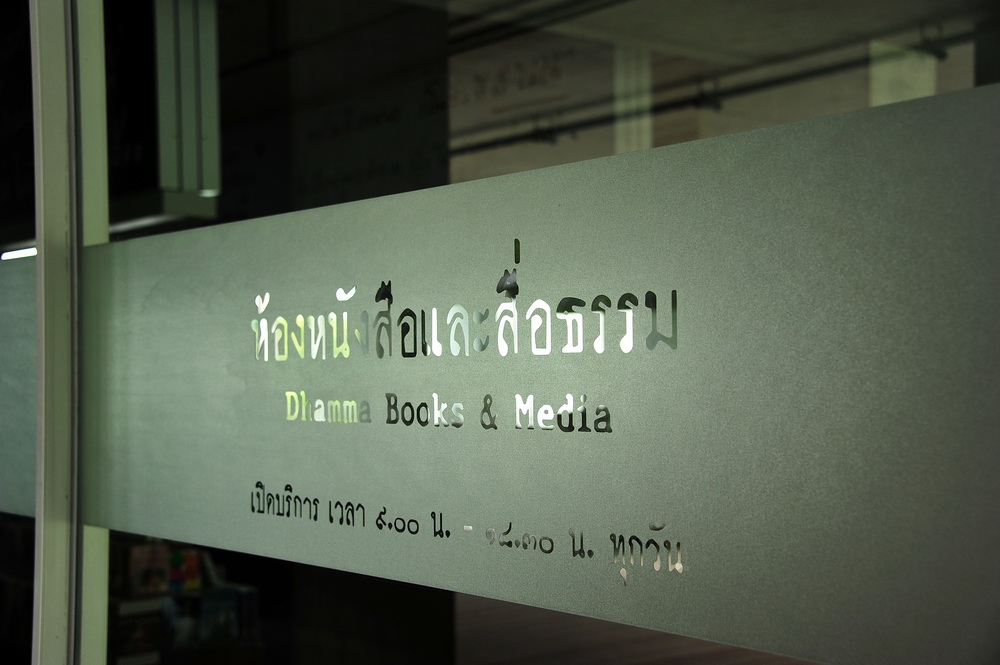 ห้องหนังสือและสื่อธรรม
Dhamma Books & Media
เปิดบริการ เวลา ๙.๐๐ น. - ๑๘.๓๐ น. ทุกวัน